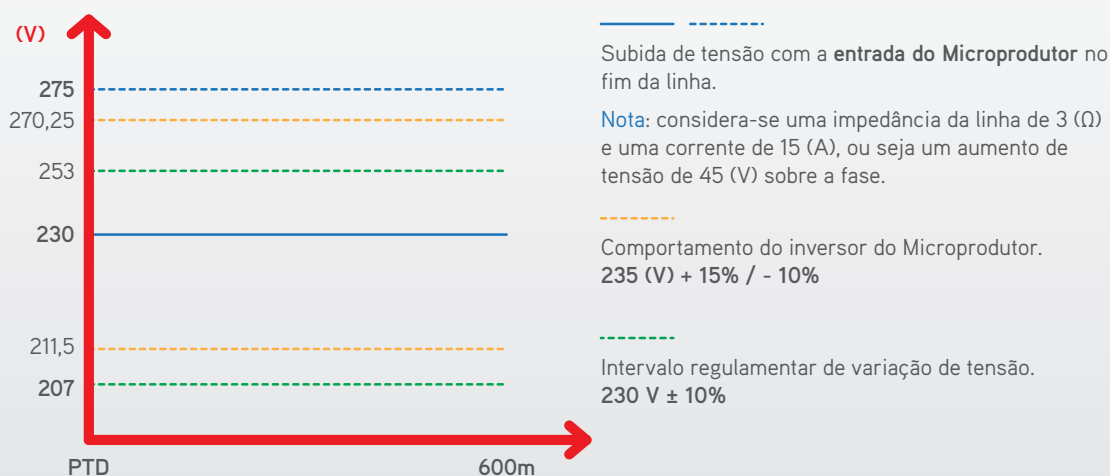 (V)
275
270,25
253
230
211,5
207
PTD
600m
Subida de tensão com a entrada do Microprodutor no
fim da linha.
Nota: considera-se uma impedância da linha de 3 (Ω)
e uma corrente de 15 (A), ou seja um aumento de
tensão de 45 (V) sobre a fase.
Comportamento do inversor do Microprodutor.
235 (V) + 15% / - 10%
Intervalo regulamentar de variação de tensão.
230 V ± 10%